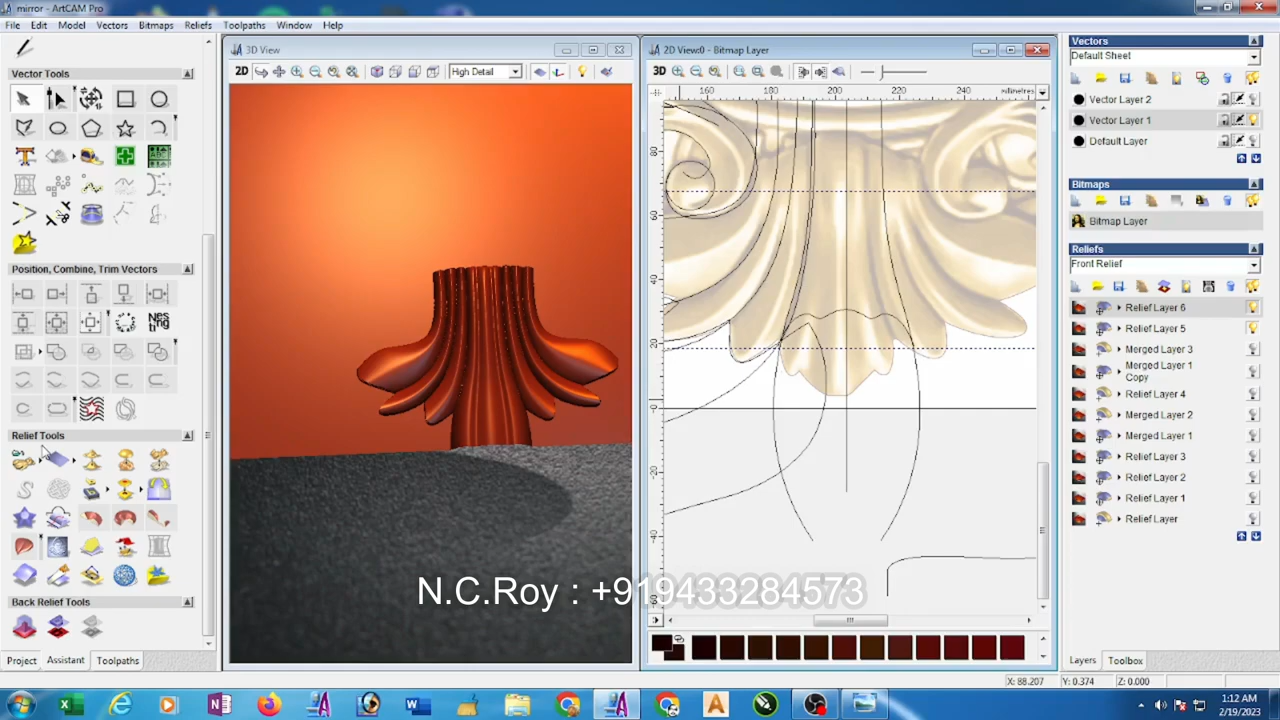 mirror - ArtCAM Pro
File Edit Model Vectors Bitmaps Reliefs Toolpaths Window Help
Vector Tools
Position, Combine, Trim Vectors
Nes
ting
Relief Tools
Back Relief Tools
Project Assistant Toolpaths
3D View
2D High Detail
2D View:0 - Bitmap Layer
3D
160 180 200 220 240 Millimetres
80
60
40
20
0
-20
-40
-60
N.C.Roy : +919433284573
Vectors
Default Sheet
Vector Layer 2
Vector Layer 1
Default Layer
Bitmaps
Bitmap Layer
Reliefs
Front Relief
Relief Layer 6
Relief Layer 5
Merged Layer 3
Merged Layer 1
Copy
Relief Layer 4
Merged Layer 2
Merged Layer 1
Relief Layer 3
Relief Layer 2
Relief Layer 1
Relief Layer
Layers Toolbox
X: 88.207 Y: 0.374 Z: 0.000
1:12 AM
2/19/2023